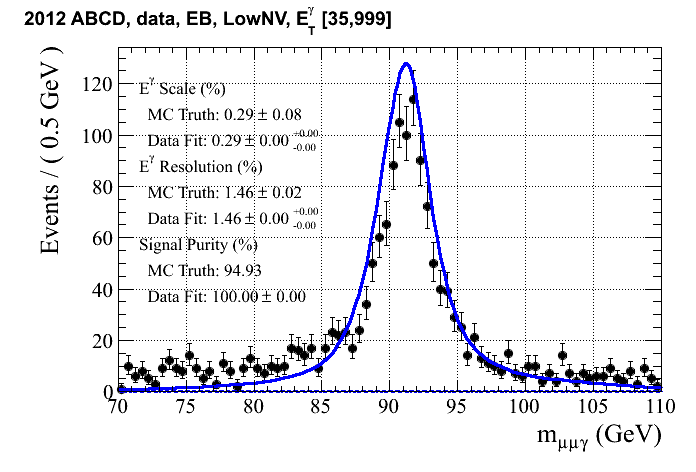 2012 ABCD, data, EB, LowNV, E_T^γ [35,999]
Events / ( 0.5 GeV )
120
100
80
60
40
20
0
E^γ Scale (%)
MC Truth: 0.29 ± 0.08
Data Fit: 0.29 ± 0.00 +0.00 -0.00
E^γ Resolution (%)
MC Truth: 1.46 ± 0.02
Data Fit: 1.46 ± 0.00 +0.00 -0.00
Signal Purity (%)
MC Truth: 94.93
Data Fit: 100.00 ± 0.00
70 75 80 85 90 95 100 105 110
m_μμγ (GeV)